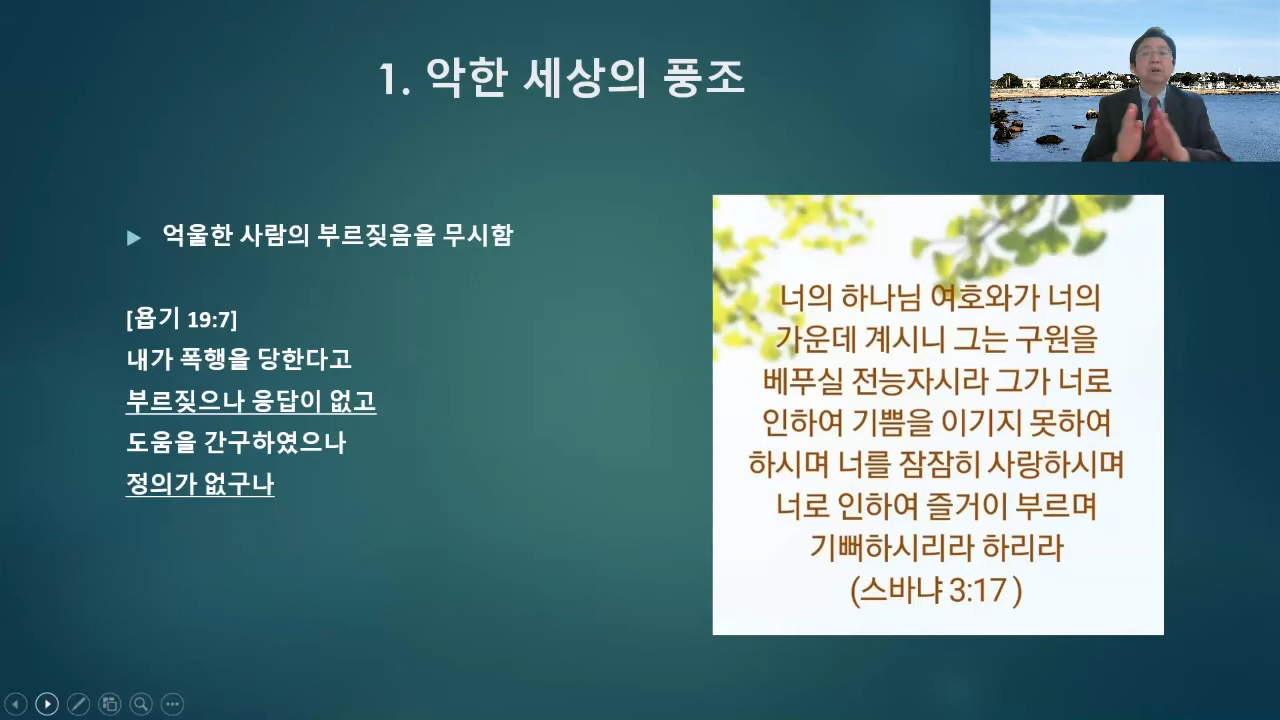 1. 악한 세상의 풍조
억울한 사람의 부르짖음을 무시함
[욥기 19:7]
내가 폭행을 당한다고
부르짖으나 응답이 없고
도움을 간구하였으나
정의가 없구나
너의 하나님 여호와가 너의
가운데 계시니 그는 구원을
베푸실 전능자시라 그가 너로
인하여 기쁨을 이기지 못하여
하시며 너를 잠잠히 사랑하시며
너로 인하여 즐거이 부르며
기뻐하시리라 하리라
(스바냐 3:17 )